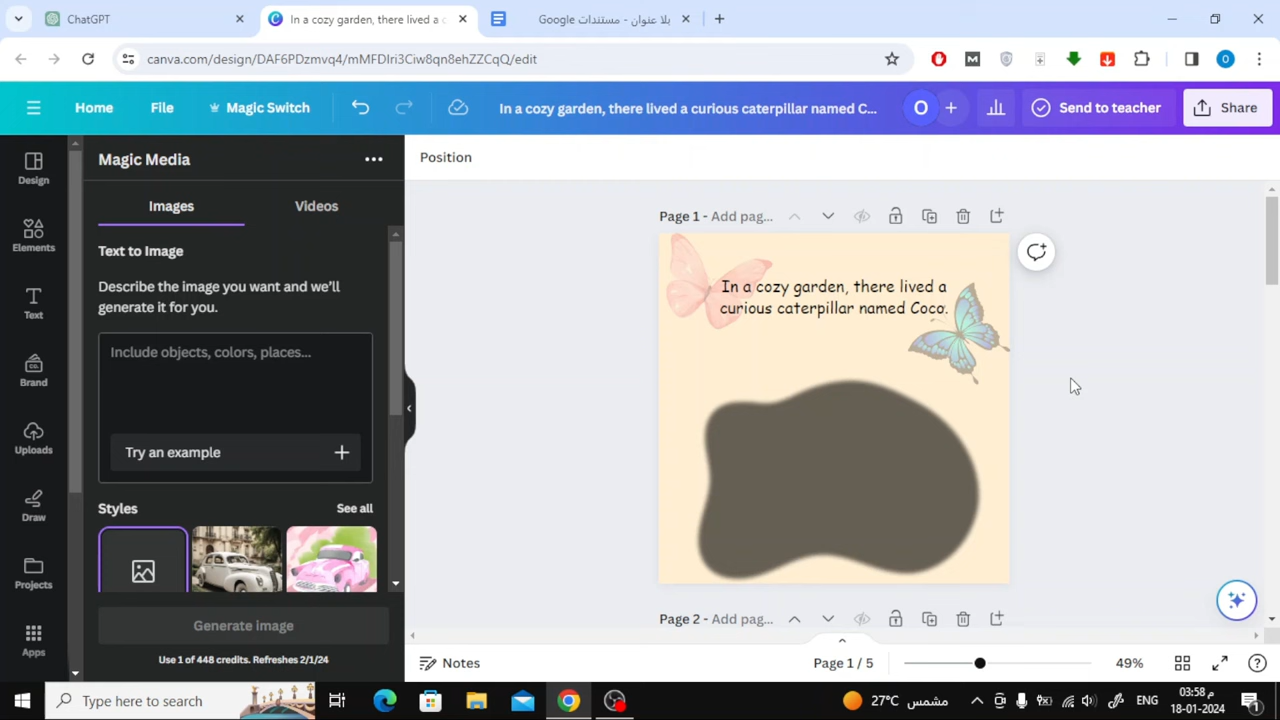 ChatGPT
In a cozy garden, there lived a c
بلا عنوان - مستندات Google
canva.com/design/DAF6PDzmvq4/mMFDIri3Ciw8qn8ehZZCqQ/edit
O
Home
File
Magic Switch
In a cozy garden, there lived a curious caterpillar named C...
O
Send to teacher
Share
Design
Elements
Text
CO.
Brand
Uploads
Draw
Projects
Apps
Magic Media
Images
Videos
Text to Image
Describe the image you want and we'll
generate it for you.
Include objects, colors, places...
Try an example
Styles
See all
Generate image
Use 1 of 448 credits. Refreshes 2/1/24
Position
Page 1 - Add pag...
In a cozy garden, there lived a
curious caterpillar named Coco.
Page 2 - Add pag...
Notes
Page 1 / 5
49%
Type here to search
27°C مشمس
ENG
03:58 م
18-01-2024
1